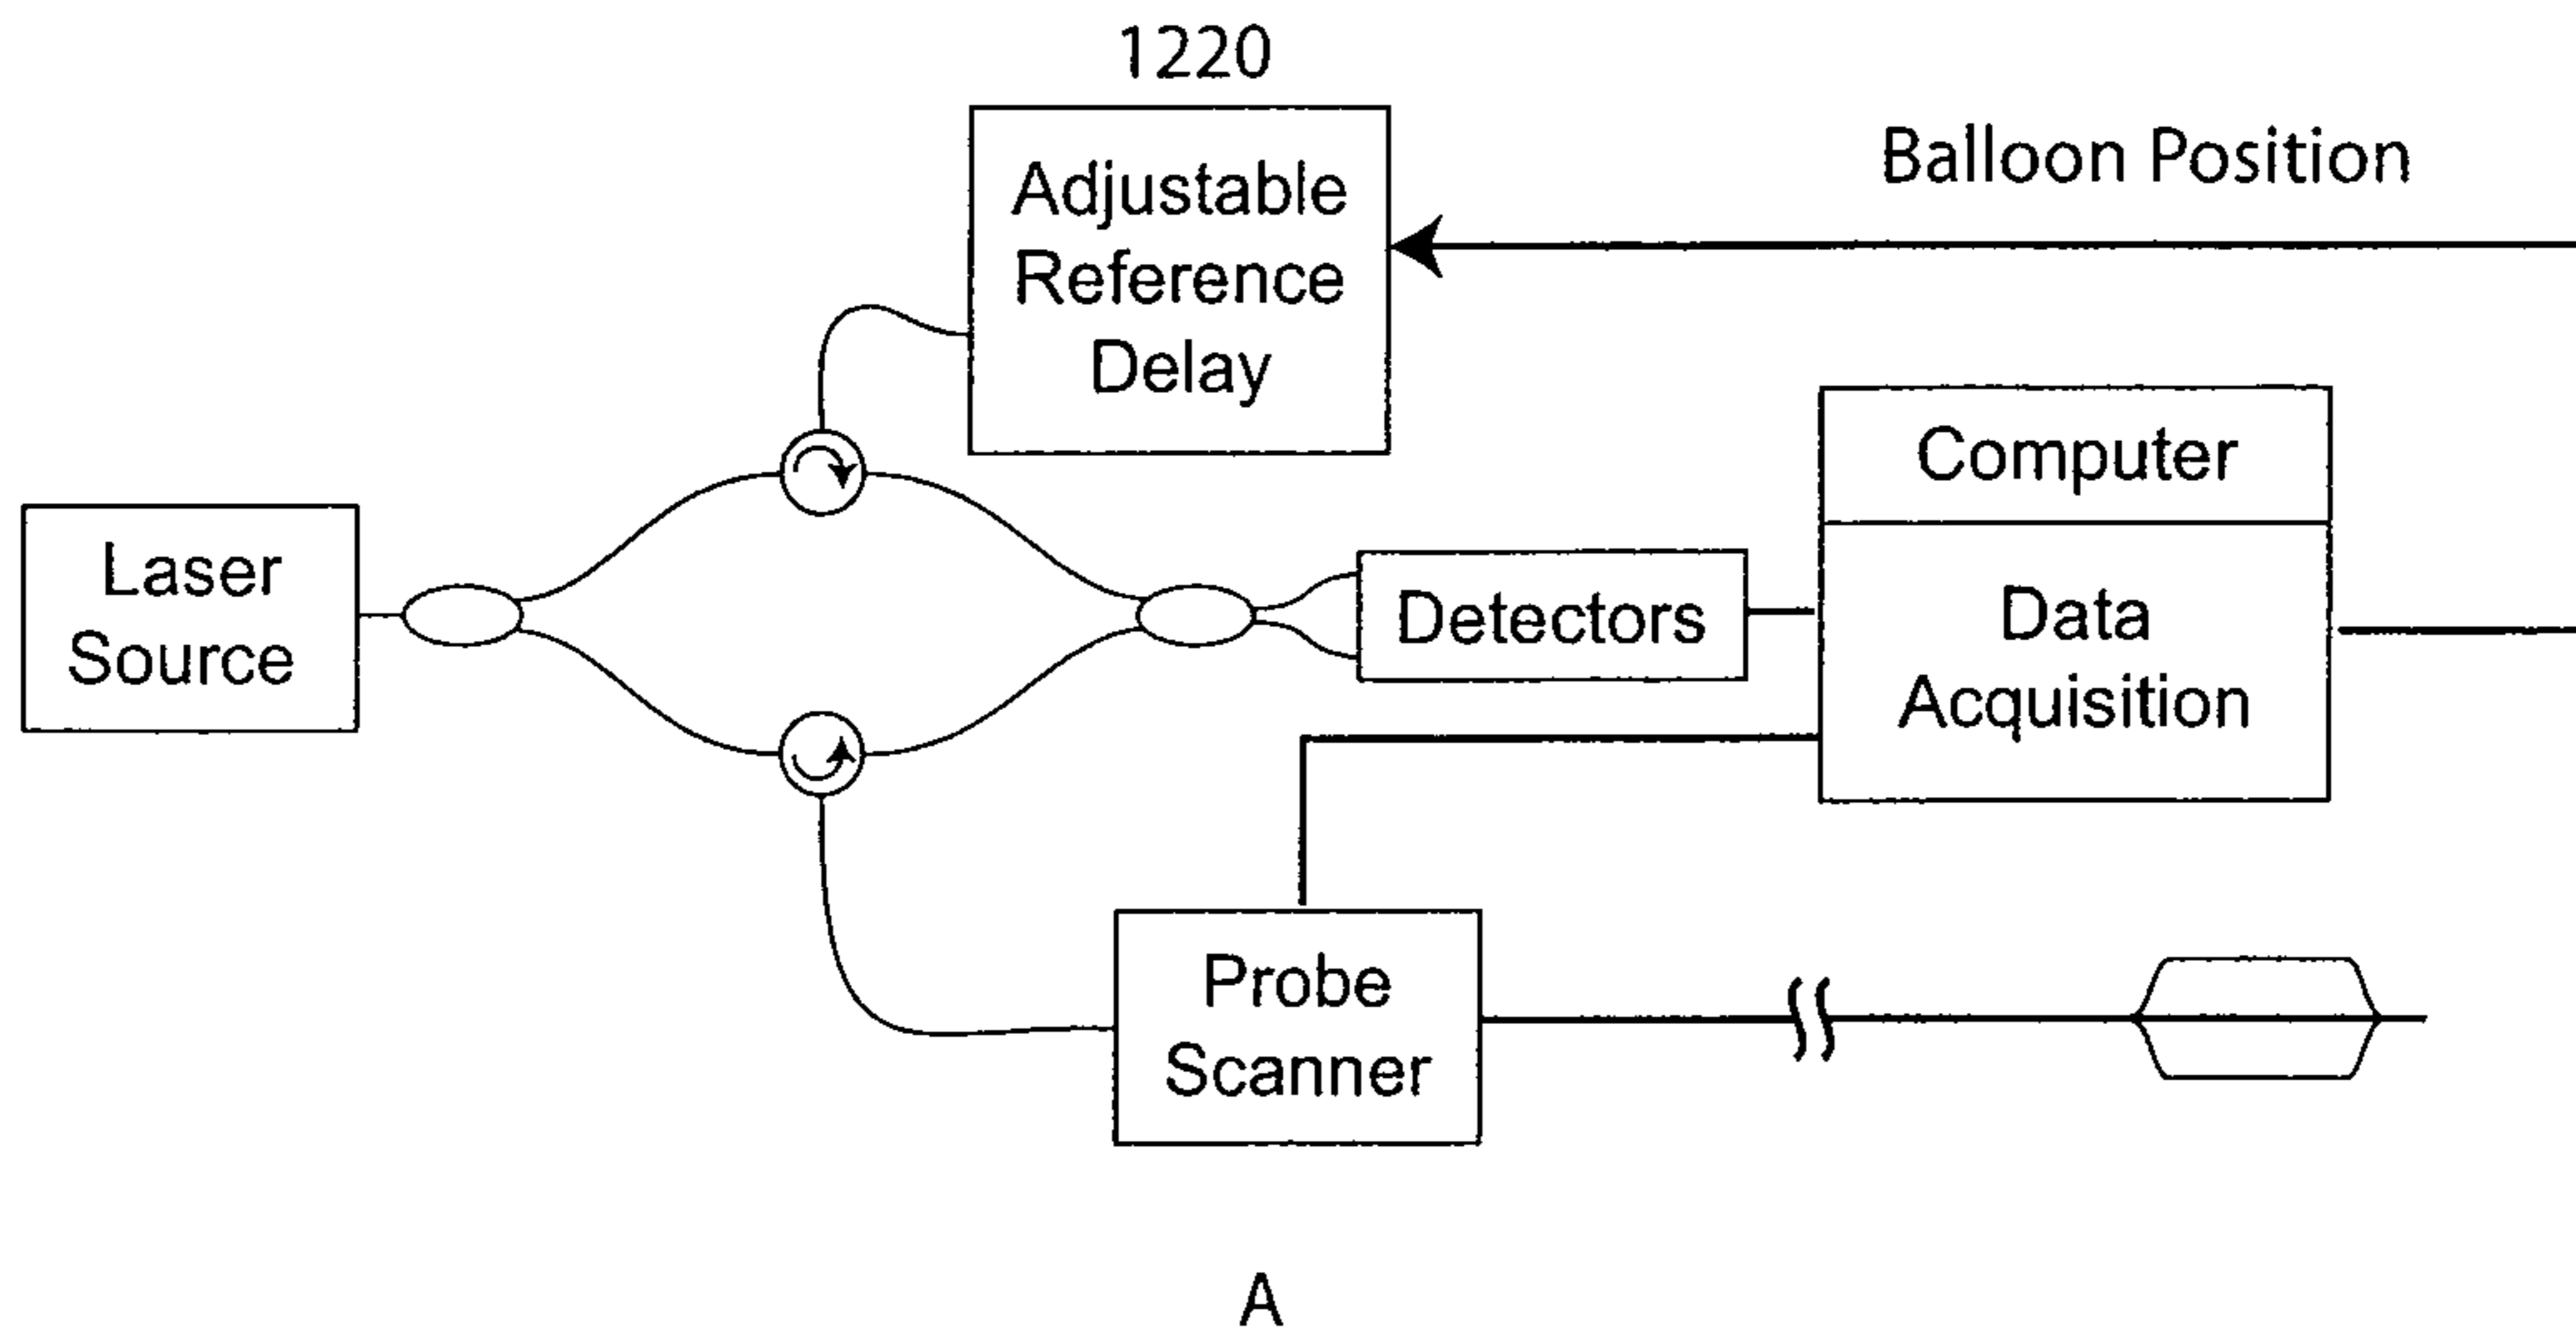 1220
Adjustable
Reference
Delay
Balloon Position
Computer
Laser
Source
Detectors
Data
Acquisition
Probe
Scanner
A